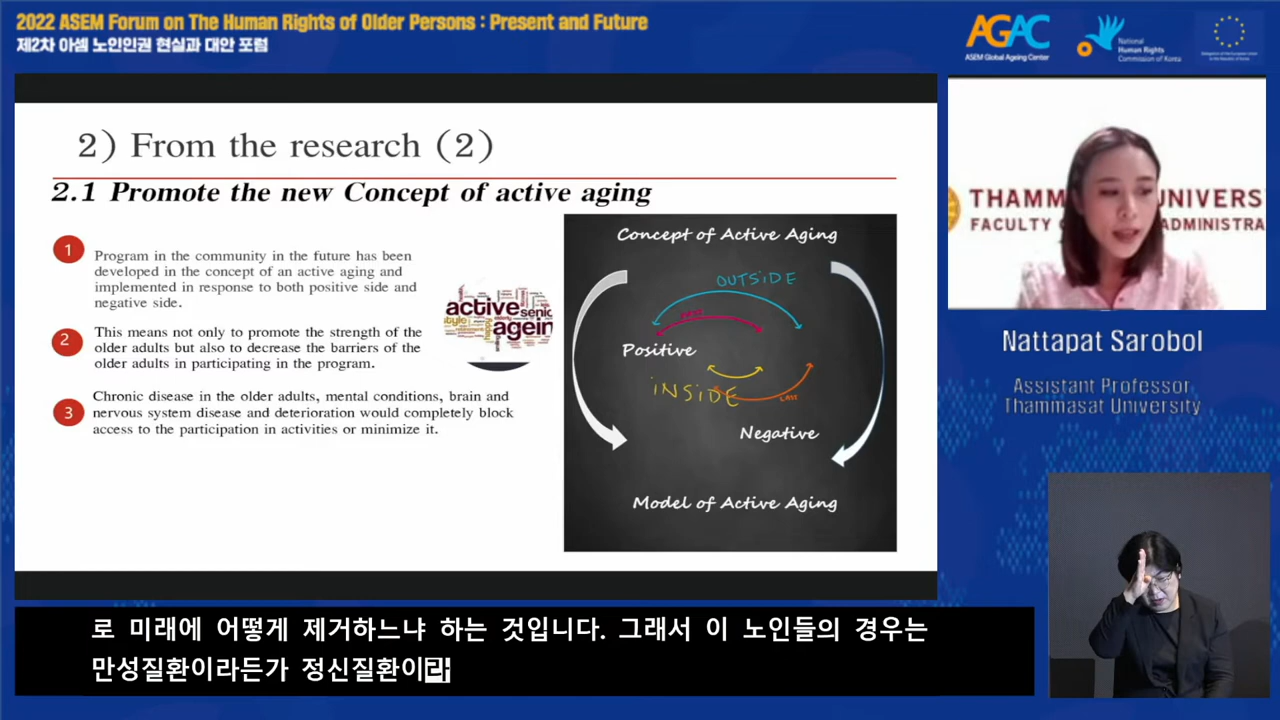 2022 ASEM Forum on The Human Rights of Older Persons : Present and Future
제2차 아셈 노인인권 현실과 대안 포럼
AGAC
ASEM Global Ageing Center
National
Human Rights
Commission of Korea
2) From the research (2)
2.1 Promote the new Concept of active aging
1
Program in the community in the future has been
developed in the concept of an active aging and
implemented in response to both positive side and
negative side.
2
This means not only to promote the strength of the
older adults but also to decrease the barriers of the
older adults in participating in the program.
3
Chronic disease in the older adults, mental conditions, brain and
nervous system disease and deterioration would completely block
access to the participation in activities or minimize it.
active
senio
style
agein
Concept of Active Aging
OUTSIDE
Positive
INSIDE
Negative
Model of Active Aging
THAMM UNIVERS
FACULTY ADMINISTRA
Nattapat Sarobol
Assistant Professor
Thammasat University
로 미래에 어떻게 제거하느냐 하는 것입니다. 그래서 이 노인들의 경우는
만성질환이라든가 정신질환이라